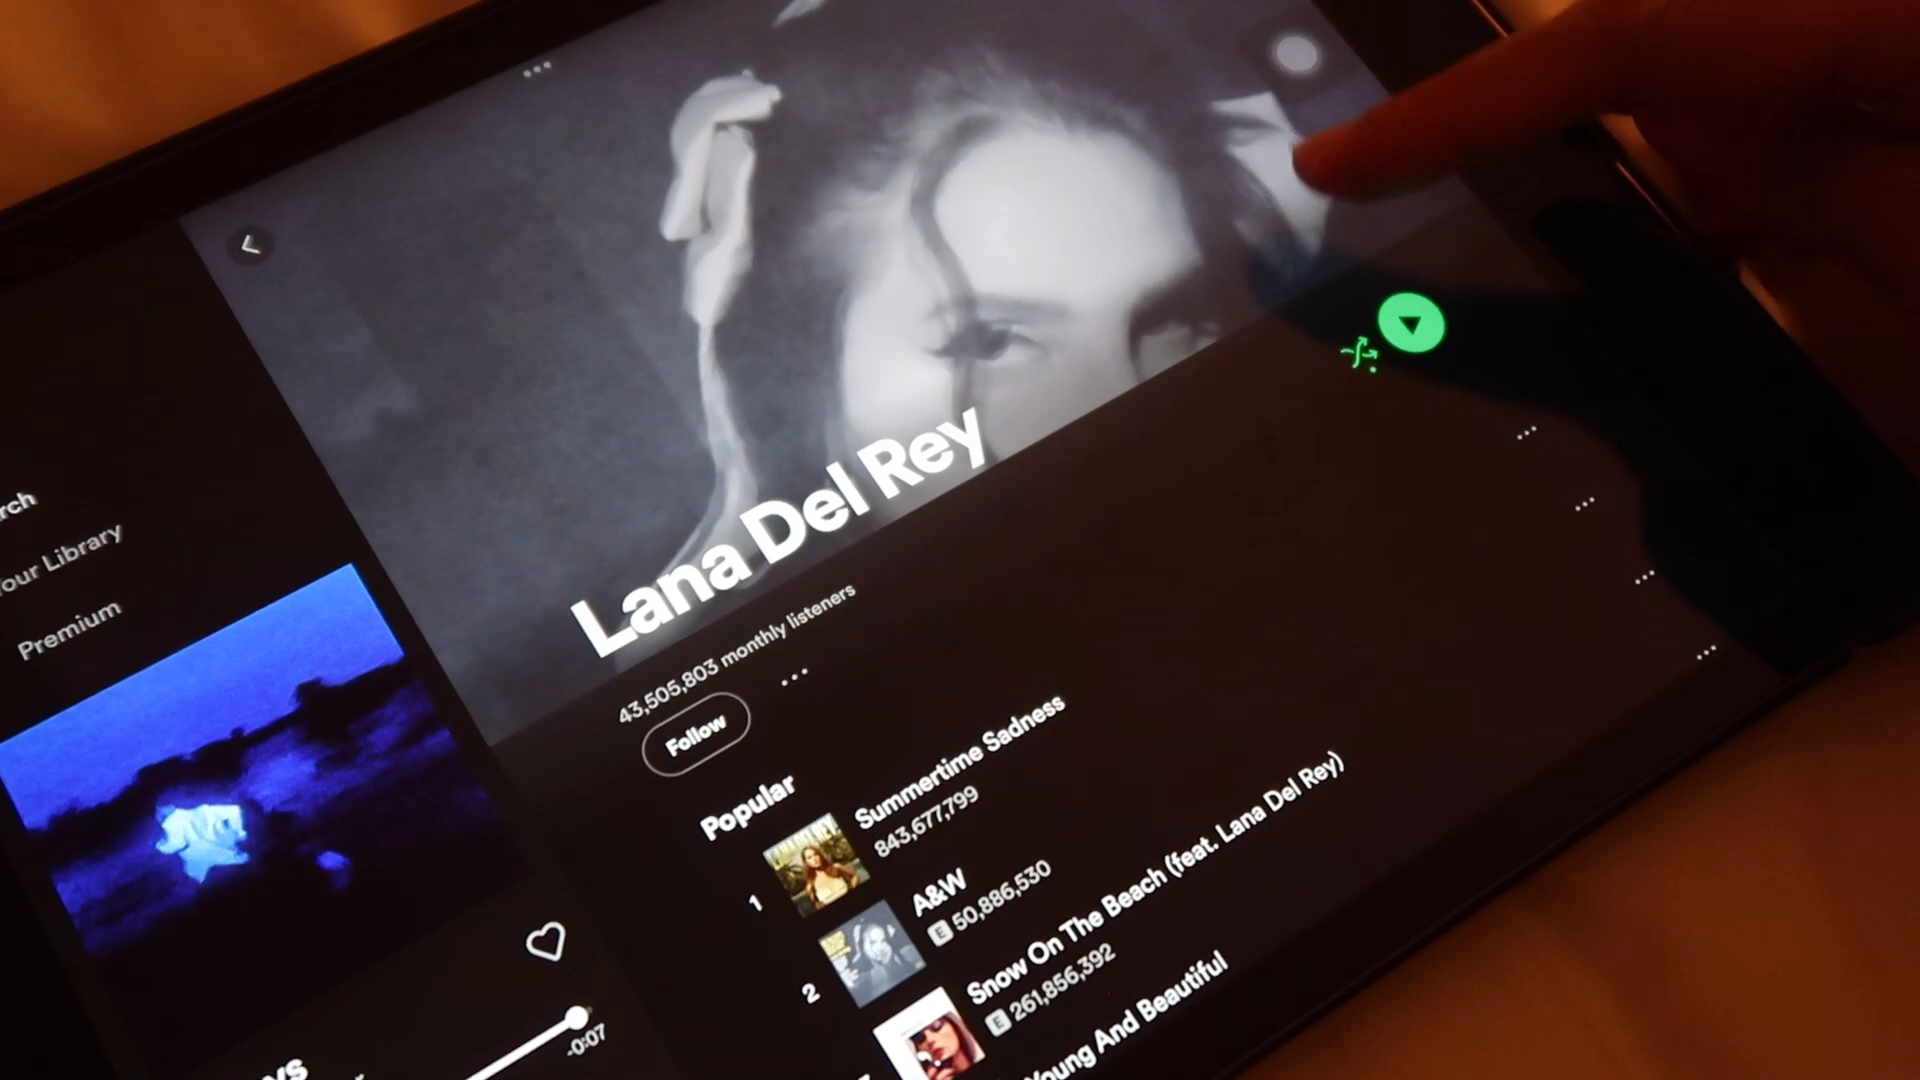 Your Library
Premium
-0:07
Lana Del Rey
43,505,803 monthly listeners
Follow
Popular
1
Summertime Sadness
843,677,799
2
A&W
E 50,886,530
Snow On The Beach (feat. Lana Del Rey)
E 261,856,392
Young And Beautiful